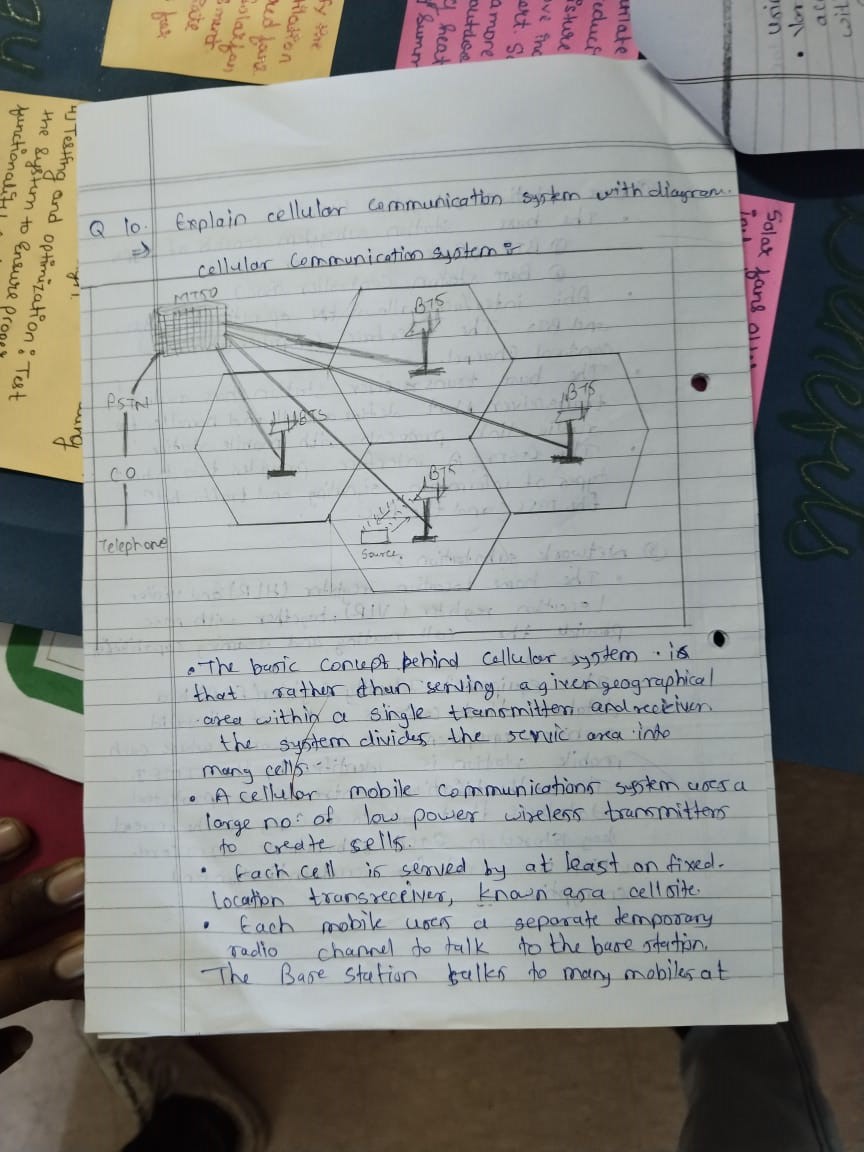 Q 10. Explain cellular communication system with diagram.
⇒ cellular communication system :
MTSO
BTS
BTS
BTS
BTS
PSTN
CO
Telephone
Source.
• The basic concept behind cellular system . is
that rather than serving a given geographical
area within a single transmitter and reciever.
the system divides the servic area into
many cells.
• A cellular mobile communications system uses a
large no: of low power wireless transmitters
to create sells.
• Each cell is served by at least on fixed-
location transreceiver, known as a cell site.
• Each mobile uses a separate temporary
radio channel to talk to the base station.
The Base Station talks to many mobiles at
4) Testing and optimization : Test
the system to ensure proper
functionality
Solar fans